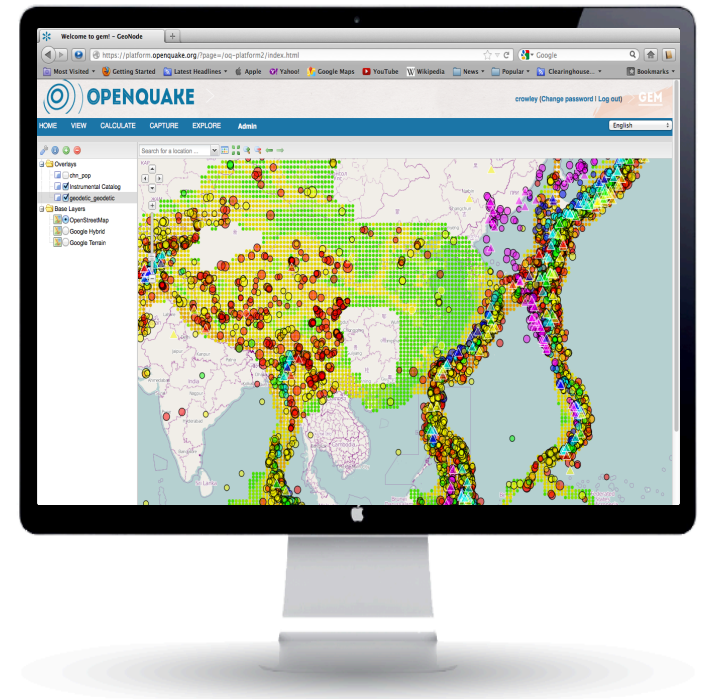 Welcome to gem! – GeoNode
https://platform.openquake.org/?page=/oq-platform2/index.html
Google
Most Visited Getting Started Latest Headlines Apple Yahoo! Google Maps YouTube Wikipedia News Popular Clearinghouse... Bookmarks
OPENQUAKE
crowley (Change password | Log out)
GEM
HOME VIEW CALCULATE CAPTURE EXPLORE Admin
English
Search for a location ...
Overlays
chn_pop
Instrumental Catalog
geodetic_geodetic
Base Layers
OpenStreetMap
Google Hybrid
Google Terrain
India
Cambodia